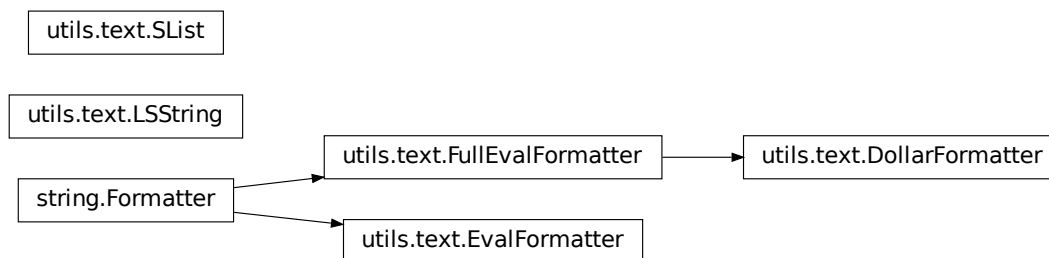 utils.text.SList
utils.text.LSString
utils.text.FullEvalFormatter
utils.text.DollarFormatter
string.Formatter
utils.text.EvalFormatter